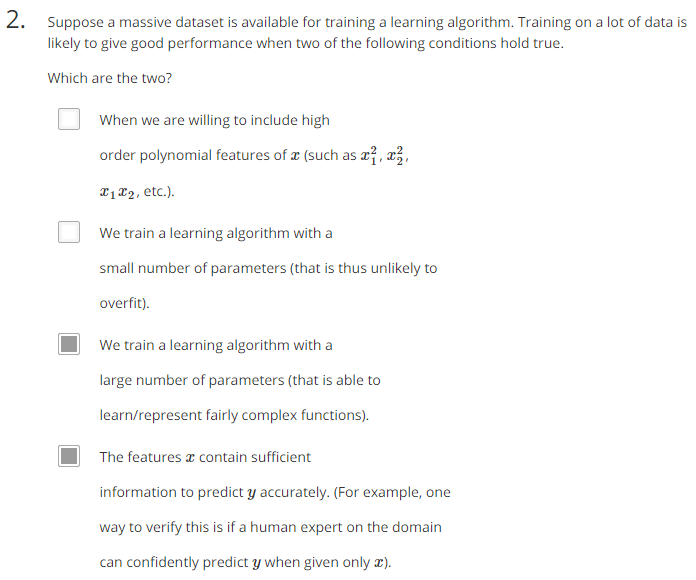 2. Suppose a massive dataset is available for training a learning algorithm. Training on a lot of data is
likely to give good performance when two of the following conditions hold true.
Which are the two?
When we are willing to include high
order polynomial features of x (such as x₁², x₂²,
x₁x₂, etc.).
We train a learning algorithm with a
small number of parameters (that is thus unlikely to
overfit).
We train a learning algorithm with a
large number of parameters (that is able to
learn/represent fairly complex functions).
The features x contain sufficient
information to predict y accurately. (For example, one
way to verify this is if a human expert on the domain
can confidently predict y when given only x).